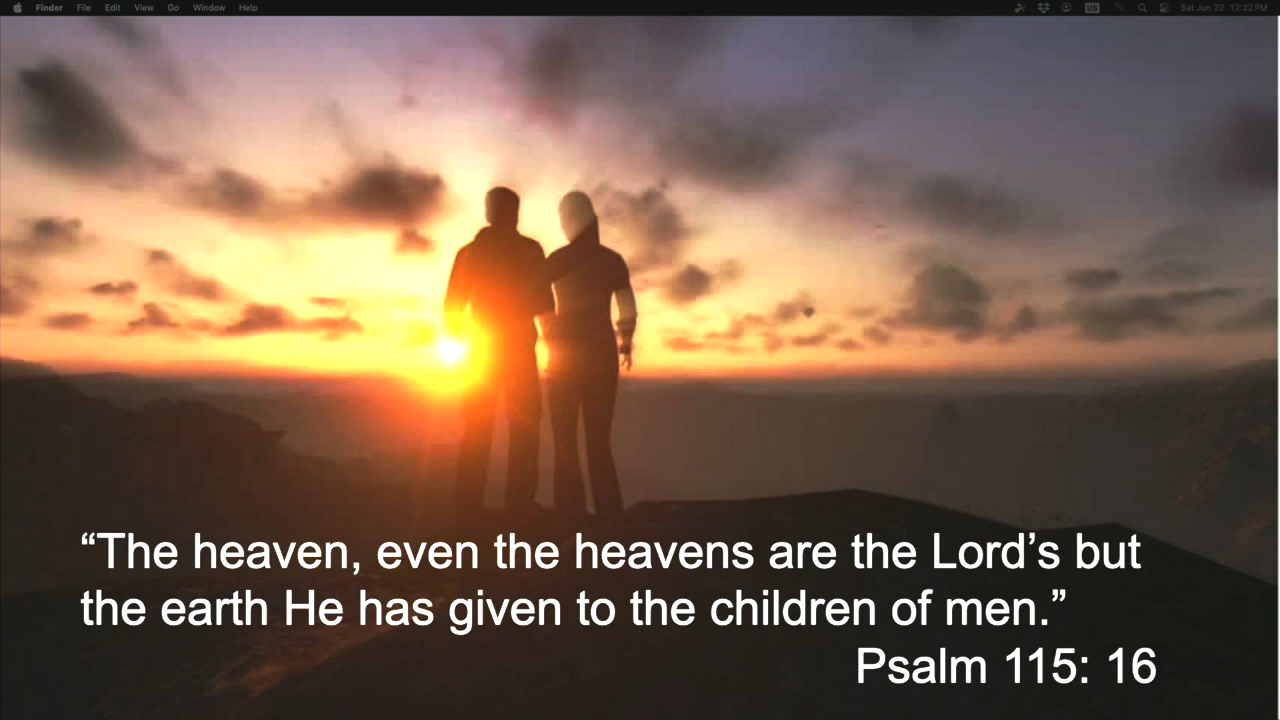 Finder File Edit View Go Window Help US Sat Jun 22 12:22 PM
“The heaven, even the heavens are the Lord’s but
the earth He has given to the children of men.”
Psalm 115: 16